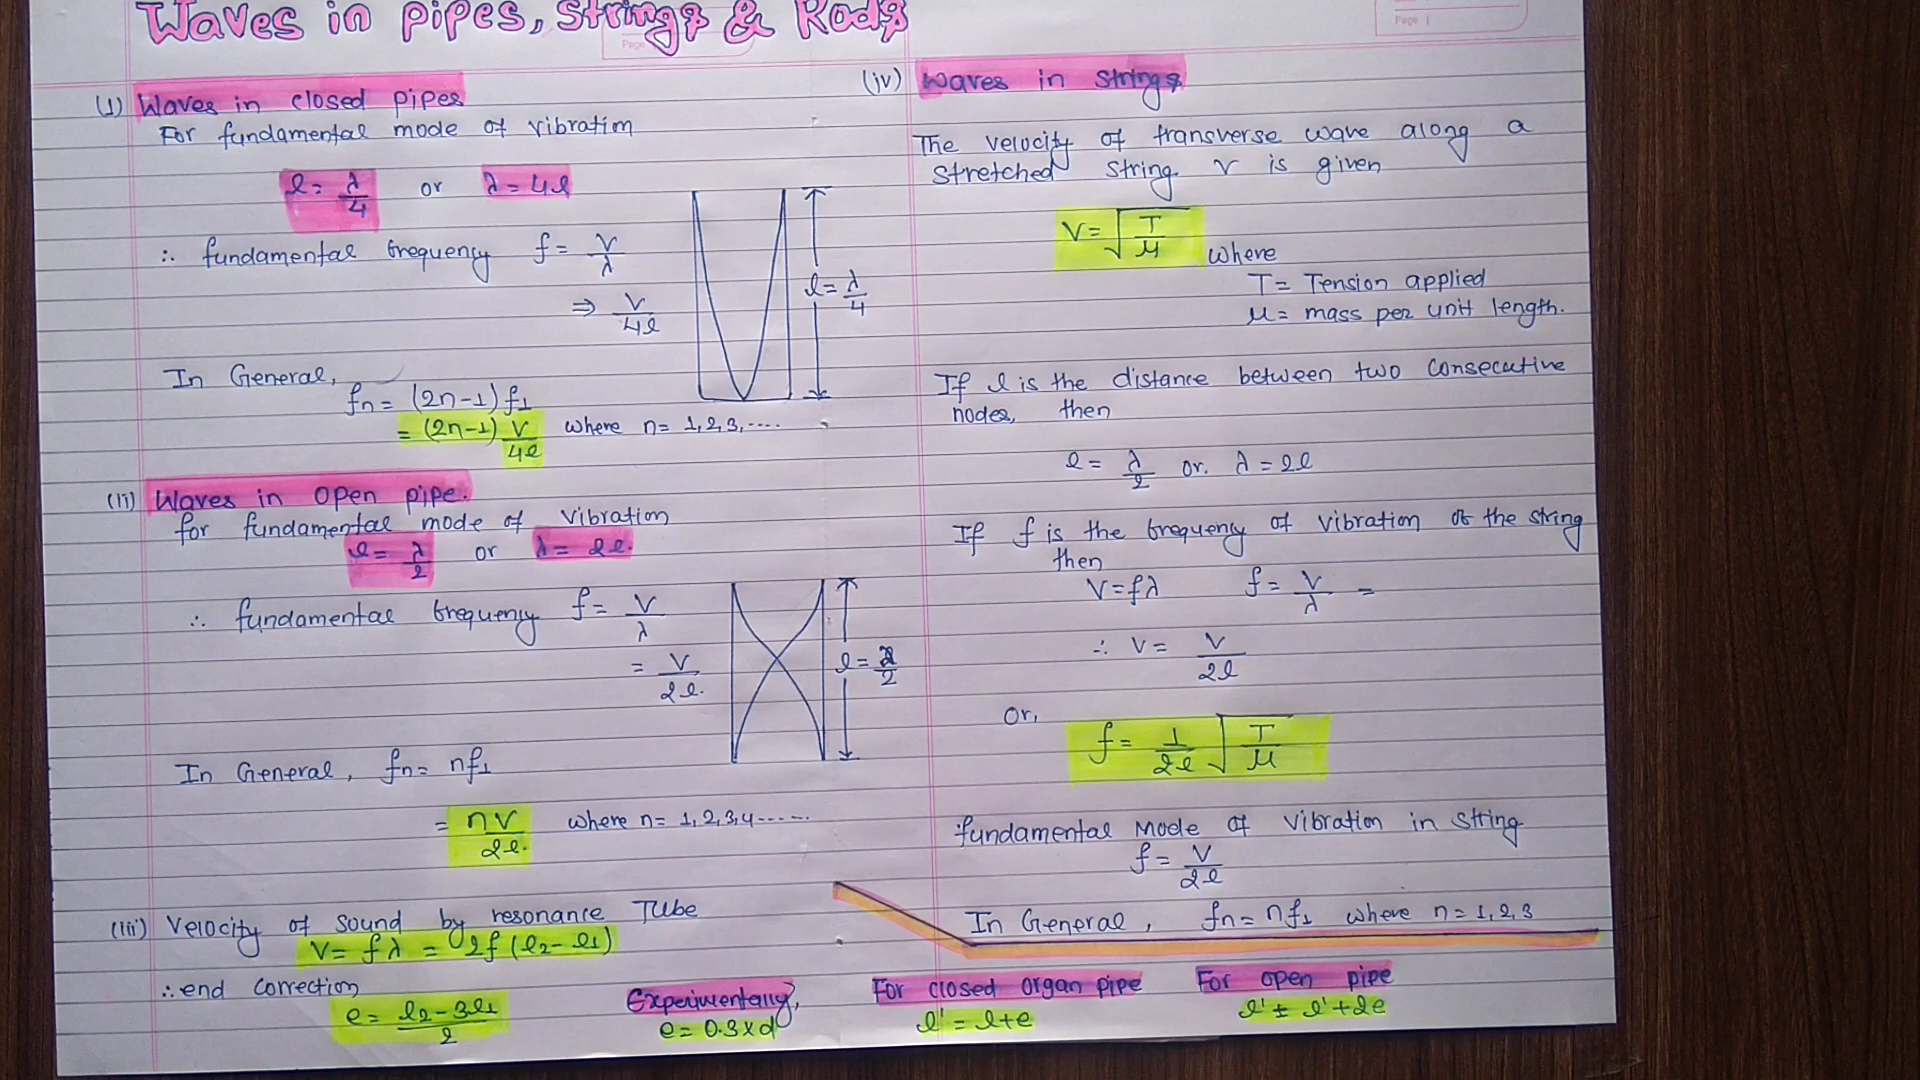 Waves in pipes, Strings & Rods
Page
Page
(i) Waves in closed pipes
For fundamental mode of vibration
l = λ/4 or λ = 4l
∴ fundamental frequency f = v/λ
⇒ v/4l
l = λ/4
In General,
fn = (2n-1) f1
= (2n-1) v/4l where n = 1,2,3,....
(ii) Waves in open pipe.
for fundamental mode of vibration
l = λ/2 or λ = 2l.
∴ fundamental frequency f = v/λ
= v/2l.
l = λ/2
In General, fn = nf1
= nv/2l. where n = 1,2,3,4......
(iii) Velocity of sound by resonance Tube
V = fλ = 2f (l2 - l1)
∴ end correction
e = l2 - 3l1/2
Experimentally,
e = 0.3 x d
(iv) Waves in strings
The velocity of transverse wave along a
stretched string v is given
V = √T/μ where
T = Tension applied
μ = mass per unit length.
If l is the distance between two consecutive
nodes, then
l = λ/2 or. λ = 2l
If f is the frequency of vibration of the string
then
V = fλ f = v/λ =
∴ v = v/2l
or,
f = 1/2l √T/μ
fundamental Mode of vibration in string
f = v/2l
In General, fn = nf1 where n = 1,2,3
For closed organ pipe
l' = l + e
For open pipe
l' ± l' + 2e